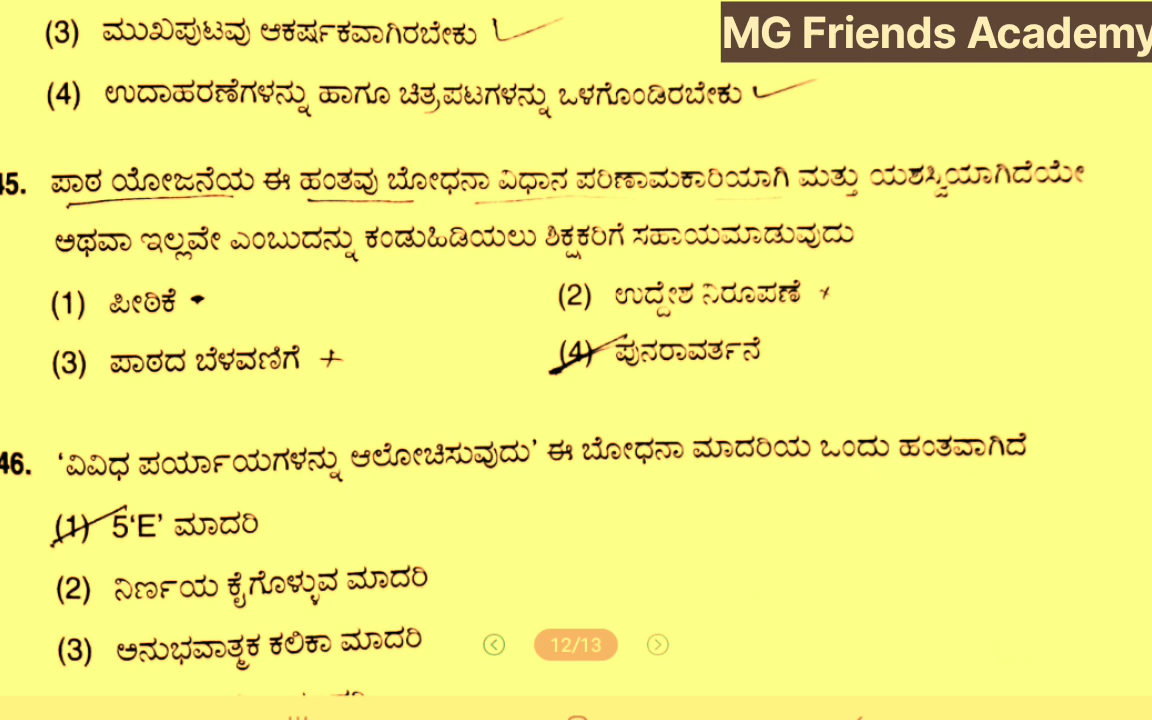 (3) ಮುಖಪುಟವು ಆಕರ್ಷಕವಾಗಿರಬೇಕು
MG Friends Academy
(4) ಉದಾಹರಣೆಗಳನ್ನು ಹಾಗೂ ಚಿತ್ರಪಟಗಳನ್ನು ಒಳಗೊಂಡಿರಬೇಕು
45. ಪಾಠ ಯೋಜನೆಯ ಈ ಹಂತವು ಬೋಧನಾ ವಿಧಾನ ಪರಿಣಾಮಕಾರಿಯಾಗಿ ಮತ್ತು ಯಶಸ್ವಿಯಾಗಿದೆಯೇ
ಅಥವಾ ಇಲ್ಲವೇ ಎಂಬುದನ್ನು ಕಂಡುಹಿಡಿಯಲು ಶಿಕ್ಷಕರಿಗೆ ಸಹಾಯಮಾಡುವುದು
(1) ಪೀಠಿಕೆ (2) ಉದ್ದೇಶ ನಿರೂಪಣೆ
(3) ಪಾಠದ ಬೆಳವಣಿಗೆ (4) ಪುನರಾವರ್ತನೆ
46. ‘ವಿವಿಧ ಪರ್ಯಾಯಗಳನ್ನು ಆಲೋಚಿಸುವುದು’ ಈ ಬೋಧನಾ ಮಾದರಿಯ ಒಂದು ಹಂತವಾಗಿದೆ
(1) 5‘E’ ಮಾದರಿ
(2) ನಿರ್ಣಯ ಕೈಗೊಳ್ಳುವ ಮಾದರಿ
(3) ಅನುಭವಾತ್ಮಕ ಕಲಿಕಾ ಮಾದರಿ
12/13